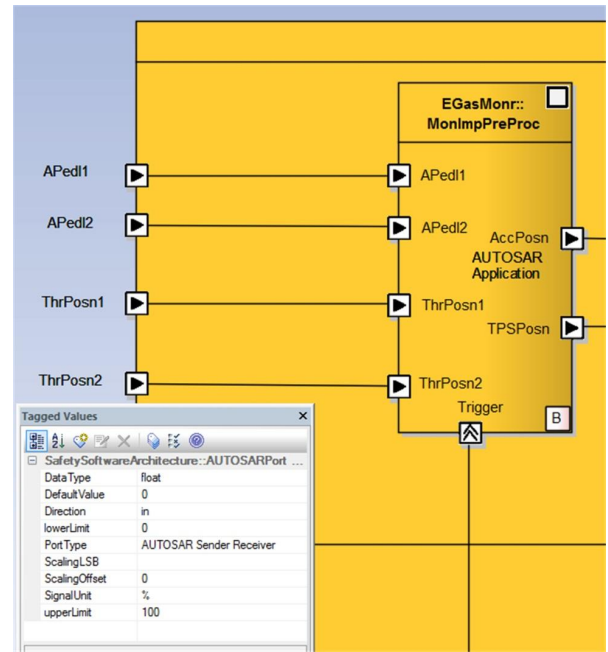 EGasMonr::
MonImpPreProc
APedl1
APedl1
APedl2
APedl2
AccPosn
AUTOSAR
Application
ThrPosn1
ThrPosn1
TPSPosn
ThrPosn2
ThrPosn2
Trigger
B
Tagged Values
SafetySoftwareArchitecture::AUTOSARPort ...
DataType float
DefaultValue 0
Direction in
lowerLimit 0
PortType AUTOSAR Sender Receiver
ScalingLSB
ScalingOffset 0
SignalUnit %
upperLimit 100